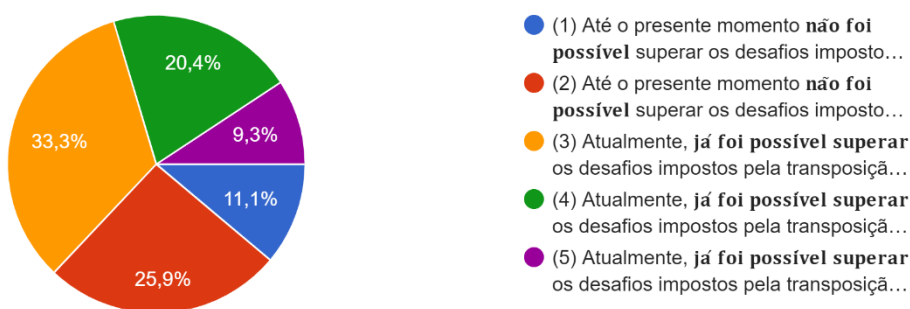 20,4%
33,3%
9,3%
11,1%
25,9%
(1) Até o presente momento não foi
possível superar os desafios imposto…
(2) Até o presente momento não foi
possível superar os desafios imposto…
(3) Atualmente, já foi possível superar
os desafios impostos pela transposiçã…
(4) Atualmente, já foi possível superar
os desafios impostos pela transposiçã…
(5) Atualmente, já foi possível superar
os desafios impostos pela transposiçã…